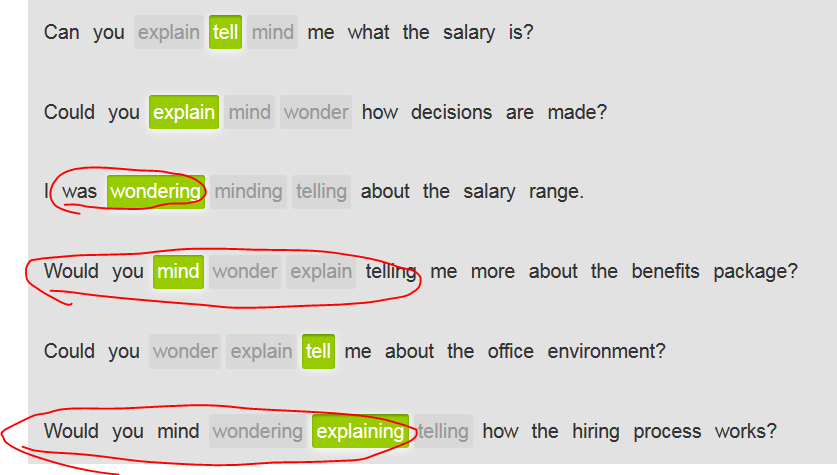 Can you explain tell mind me what the salary is?
Could you explain mind wonder how decisions are made?
I was wondering minding telling about the salary range.
Would you mind wonder explain telling me more about the benefits package?
Could you wonder explain tell me about the office environment?
Would you mind wondering explaining telling how the hiring process works?